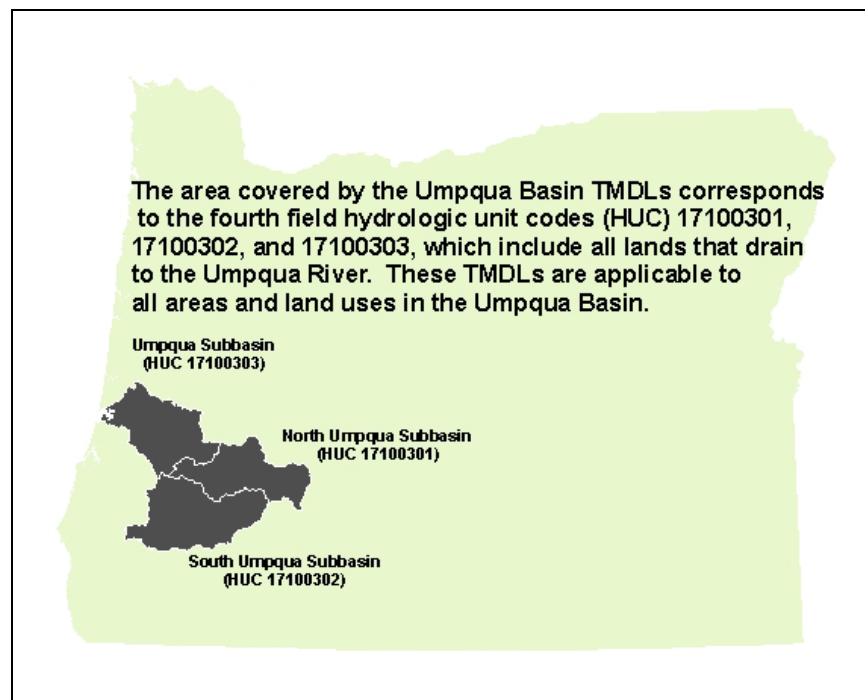 The area covered by the Umpqua Basin TMDLs corresponds
to the fourth field hydrologic unit codes (HUC) 17100301,
17100302, and 17100303, which include all lands that drain
to the Umpqua River.  These TMDLs are applicable to
all areas and land uses in the Umpqua Basin.
Umpqua Subbasin
(HUC 17100303)
North Umpqua Subbasin
(HUC 17100301)
South Umpqua Subbasin
(HUC 17100302)